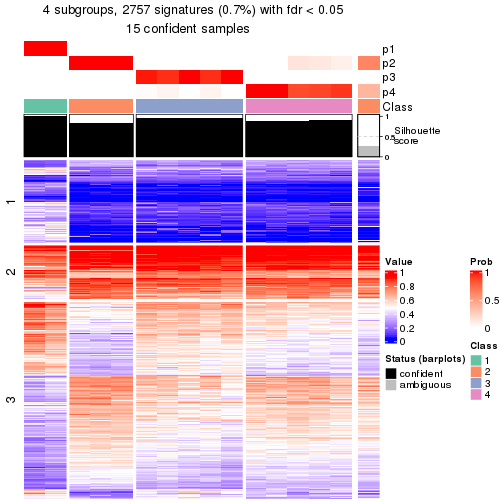 4 subgroups, 2757 signatures (0.7%) with fdr < 0.05
15 confident samples
p1
p2
p3
p4
Class
1
0.5
0
Silhouette
score
1
2
3
Value
1
0.8
0.6
0.4
0.2
0
Prob
1
0.5
0
Status (barplots)
confident
ambiguous
Class
1
2
3
4